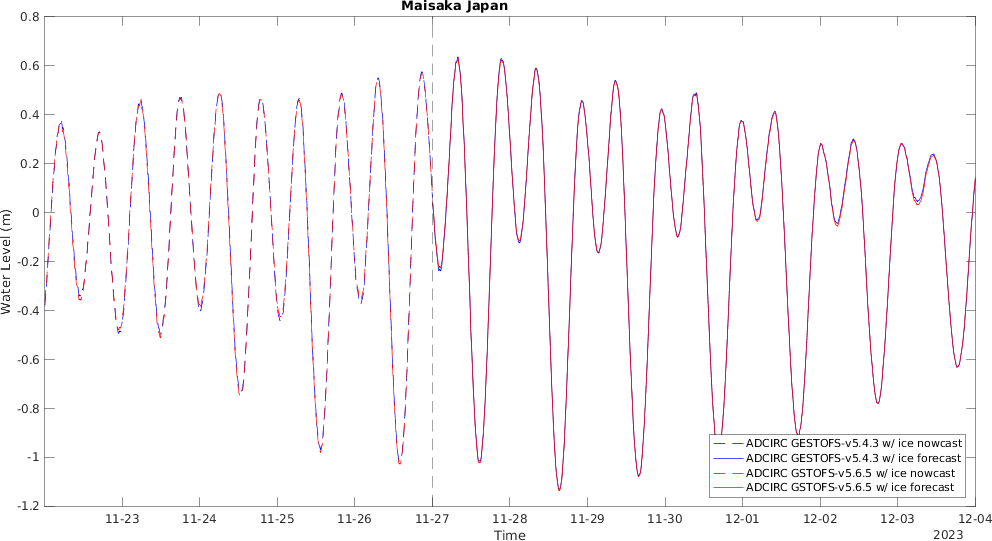 Maisaka Japan
0.8
0.6
0.4
0.2
0
-0.2
-0.4
-0.6
-0.8
-1
-1.2
Water Level (m)
ADCIRC GESTOFS-v5.4.3 w/ ice nowcast
ADCIRC GESTOFS-v5.4.3 w/ ice forecast
ADCIRC GSTOFS-v5.6.5 w/ ice nowcast
ADCIRC GSTOFS-v5.6.5 w/ ice forecast
11-23 11-24 11-25 11-26 11-27 11-28 11-29 11-30 12-01 12-02 12-03 12-04
Time
2023